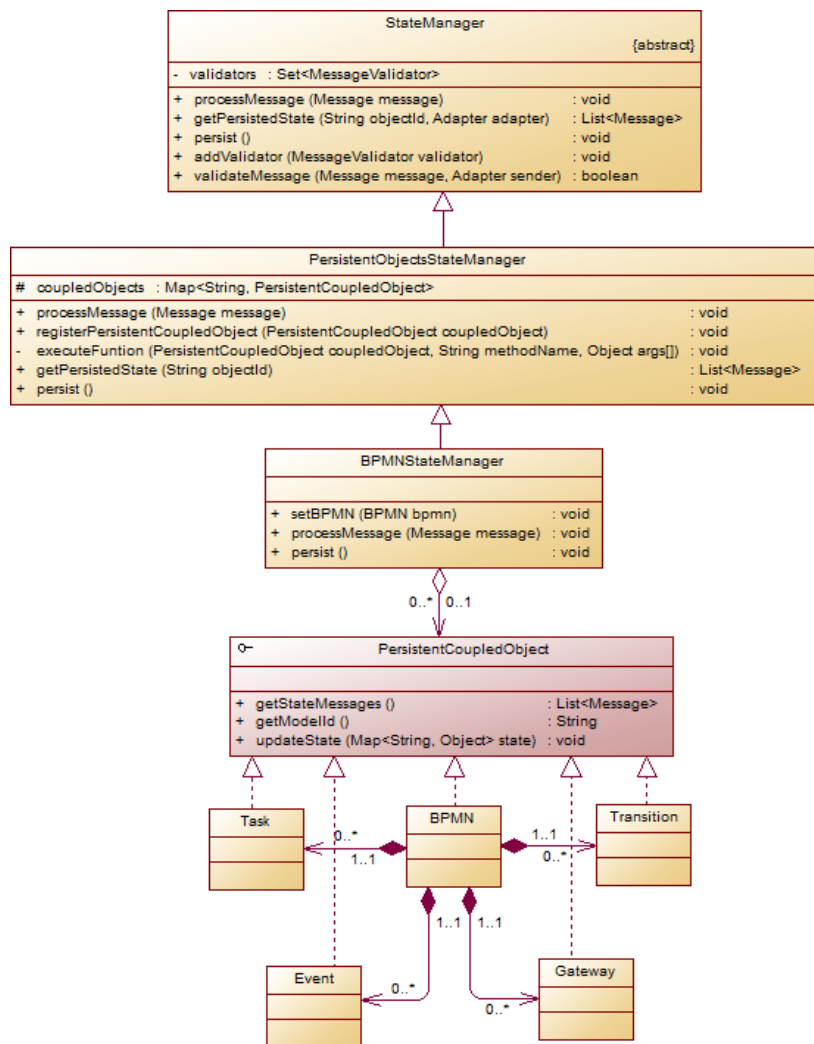 StateManager
{abstract}
- validators : Set<MessageValidator>
+ processMessage (Message message) : void
+ getPersistedState (String objectId, Adapter adapter) : List<Message>
+ persist () : void
+ addValidator (MessageValidator validator) : void
+ validateMessage (Message message, Adapter sender) : boolean
PersistentObjectsStateManager
# coupledObjects : Map<String, PersistentCoupledObject>
+ processMessage (Message message) : void
+ registerPersistentCoupledObject (PersistentCoupledObject coupledObject) : void
- executeFuntion (PersistentCoupledObject coupledObject, String methodName, Object args[]) : void
+ getPersistedState (String objectId) : List<Message>
+ persist () : void
BPMNStateManager
+ setBPMN (BPMN bpmn) : void
+ processMessage (Message message) : void
+ persist () : void
0..* 0..1
PersistentCoupledObject
+ getStateMessages () : List<Message>
+ getModelId () : String
+ updateState (Map<String, Object> state) : void
Task
BPMN
Transition
0..*
1..1
1..1
0..*
1..1
1..1
Event
0..*
0..*
Gateway